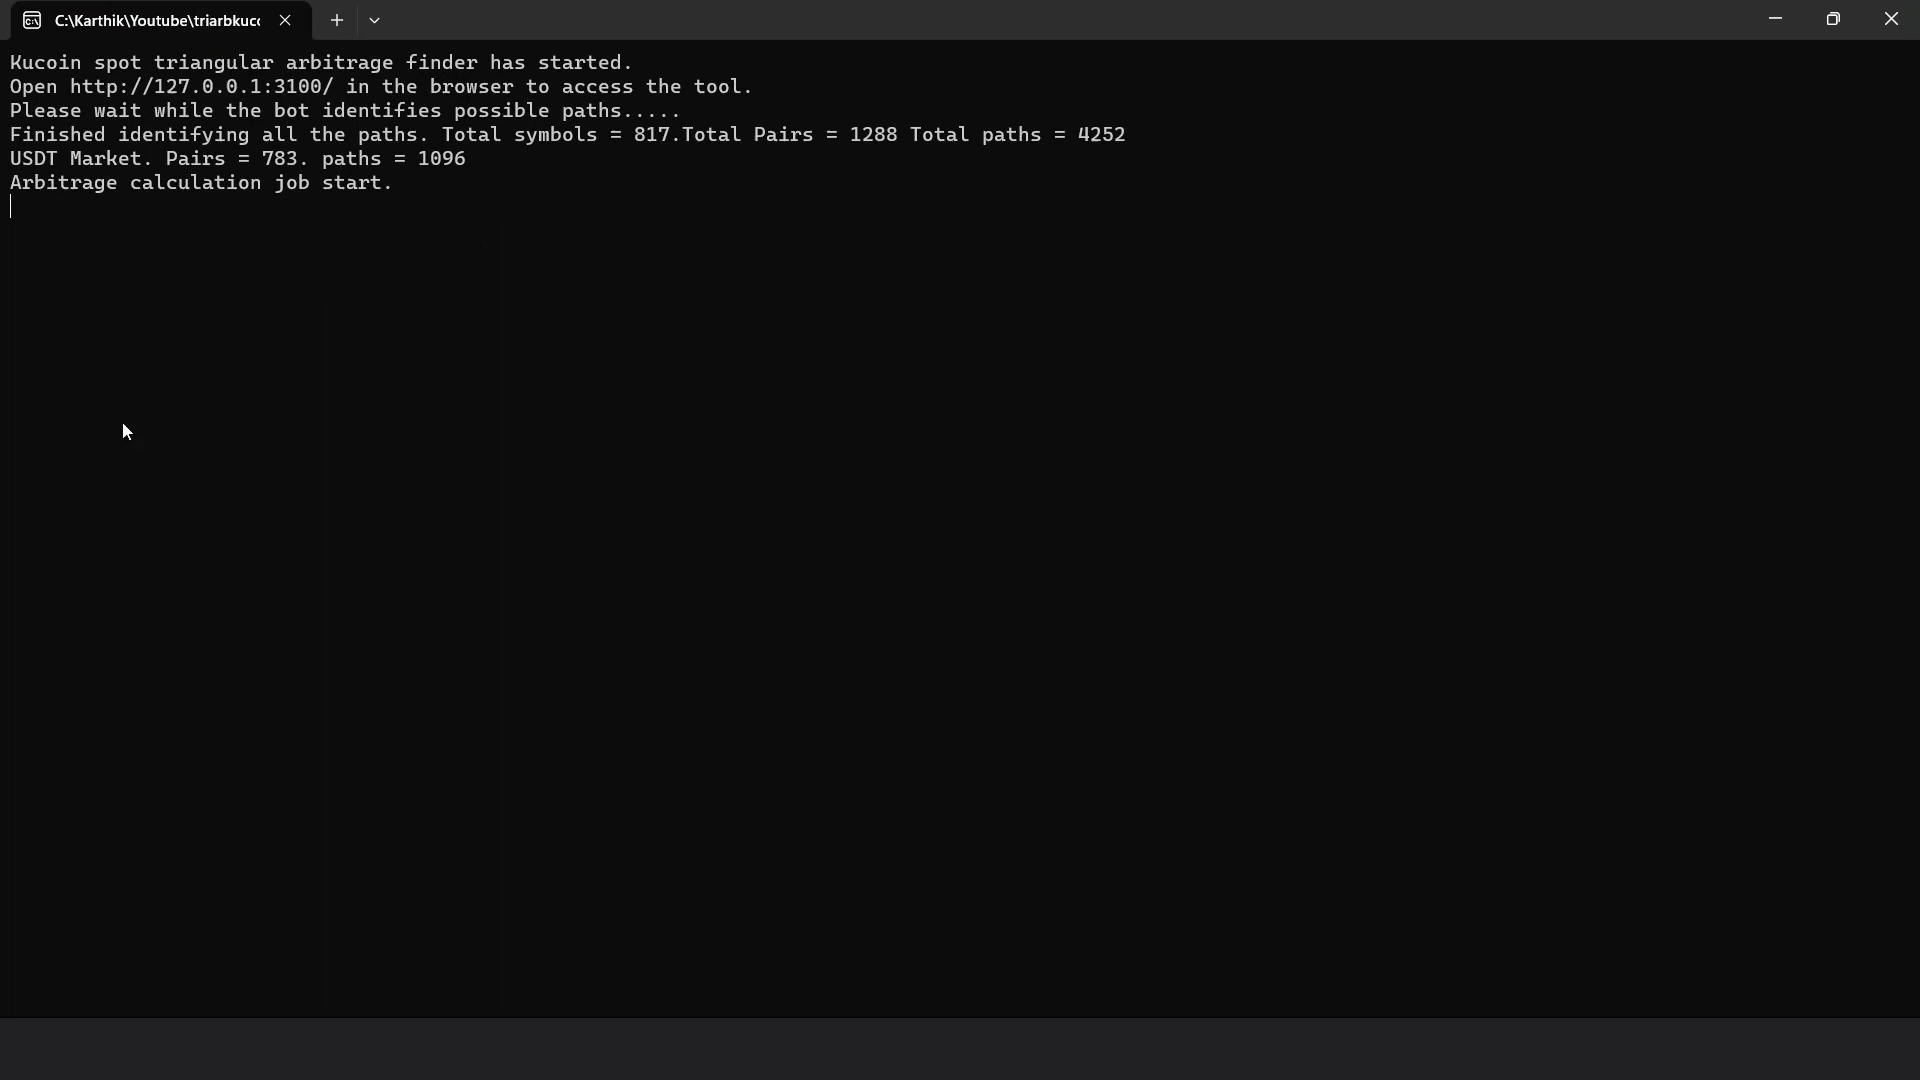 C:\Karthik\Youtube\triarbkuc
Kucoin spot triangular arbitrage finder has started.
Open http://127.0.0.1:3100/ in the browser to access the tool.
Please wait while the bot identifies possible paths.....
Finished identifying all the paths. Total symbols = 817.Total Pairs = 1288 Total paths = 4252
USDT Market. Pairs = 783. paths = 1096
Arbitrage calculation job start.